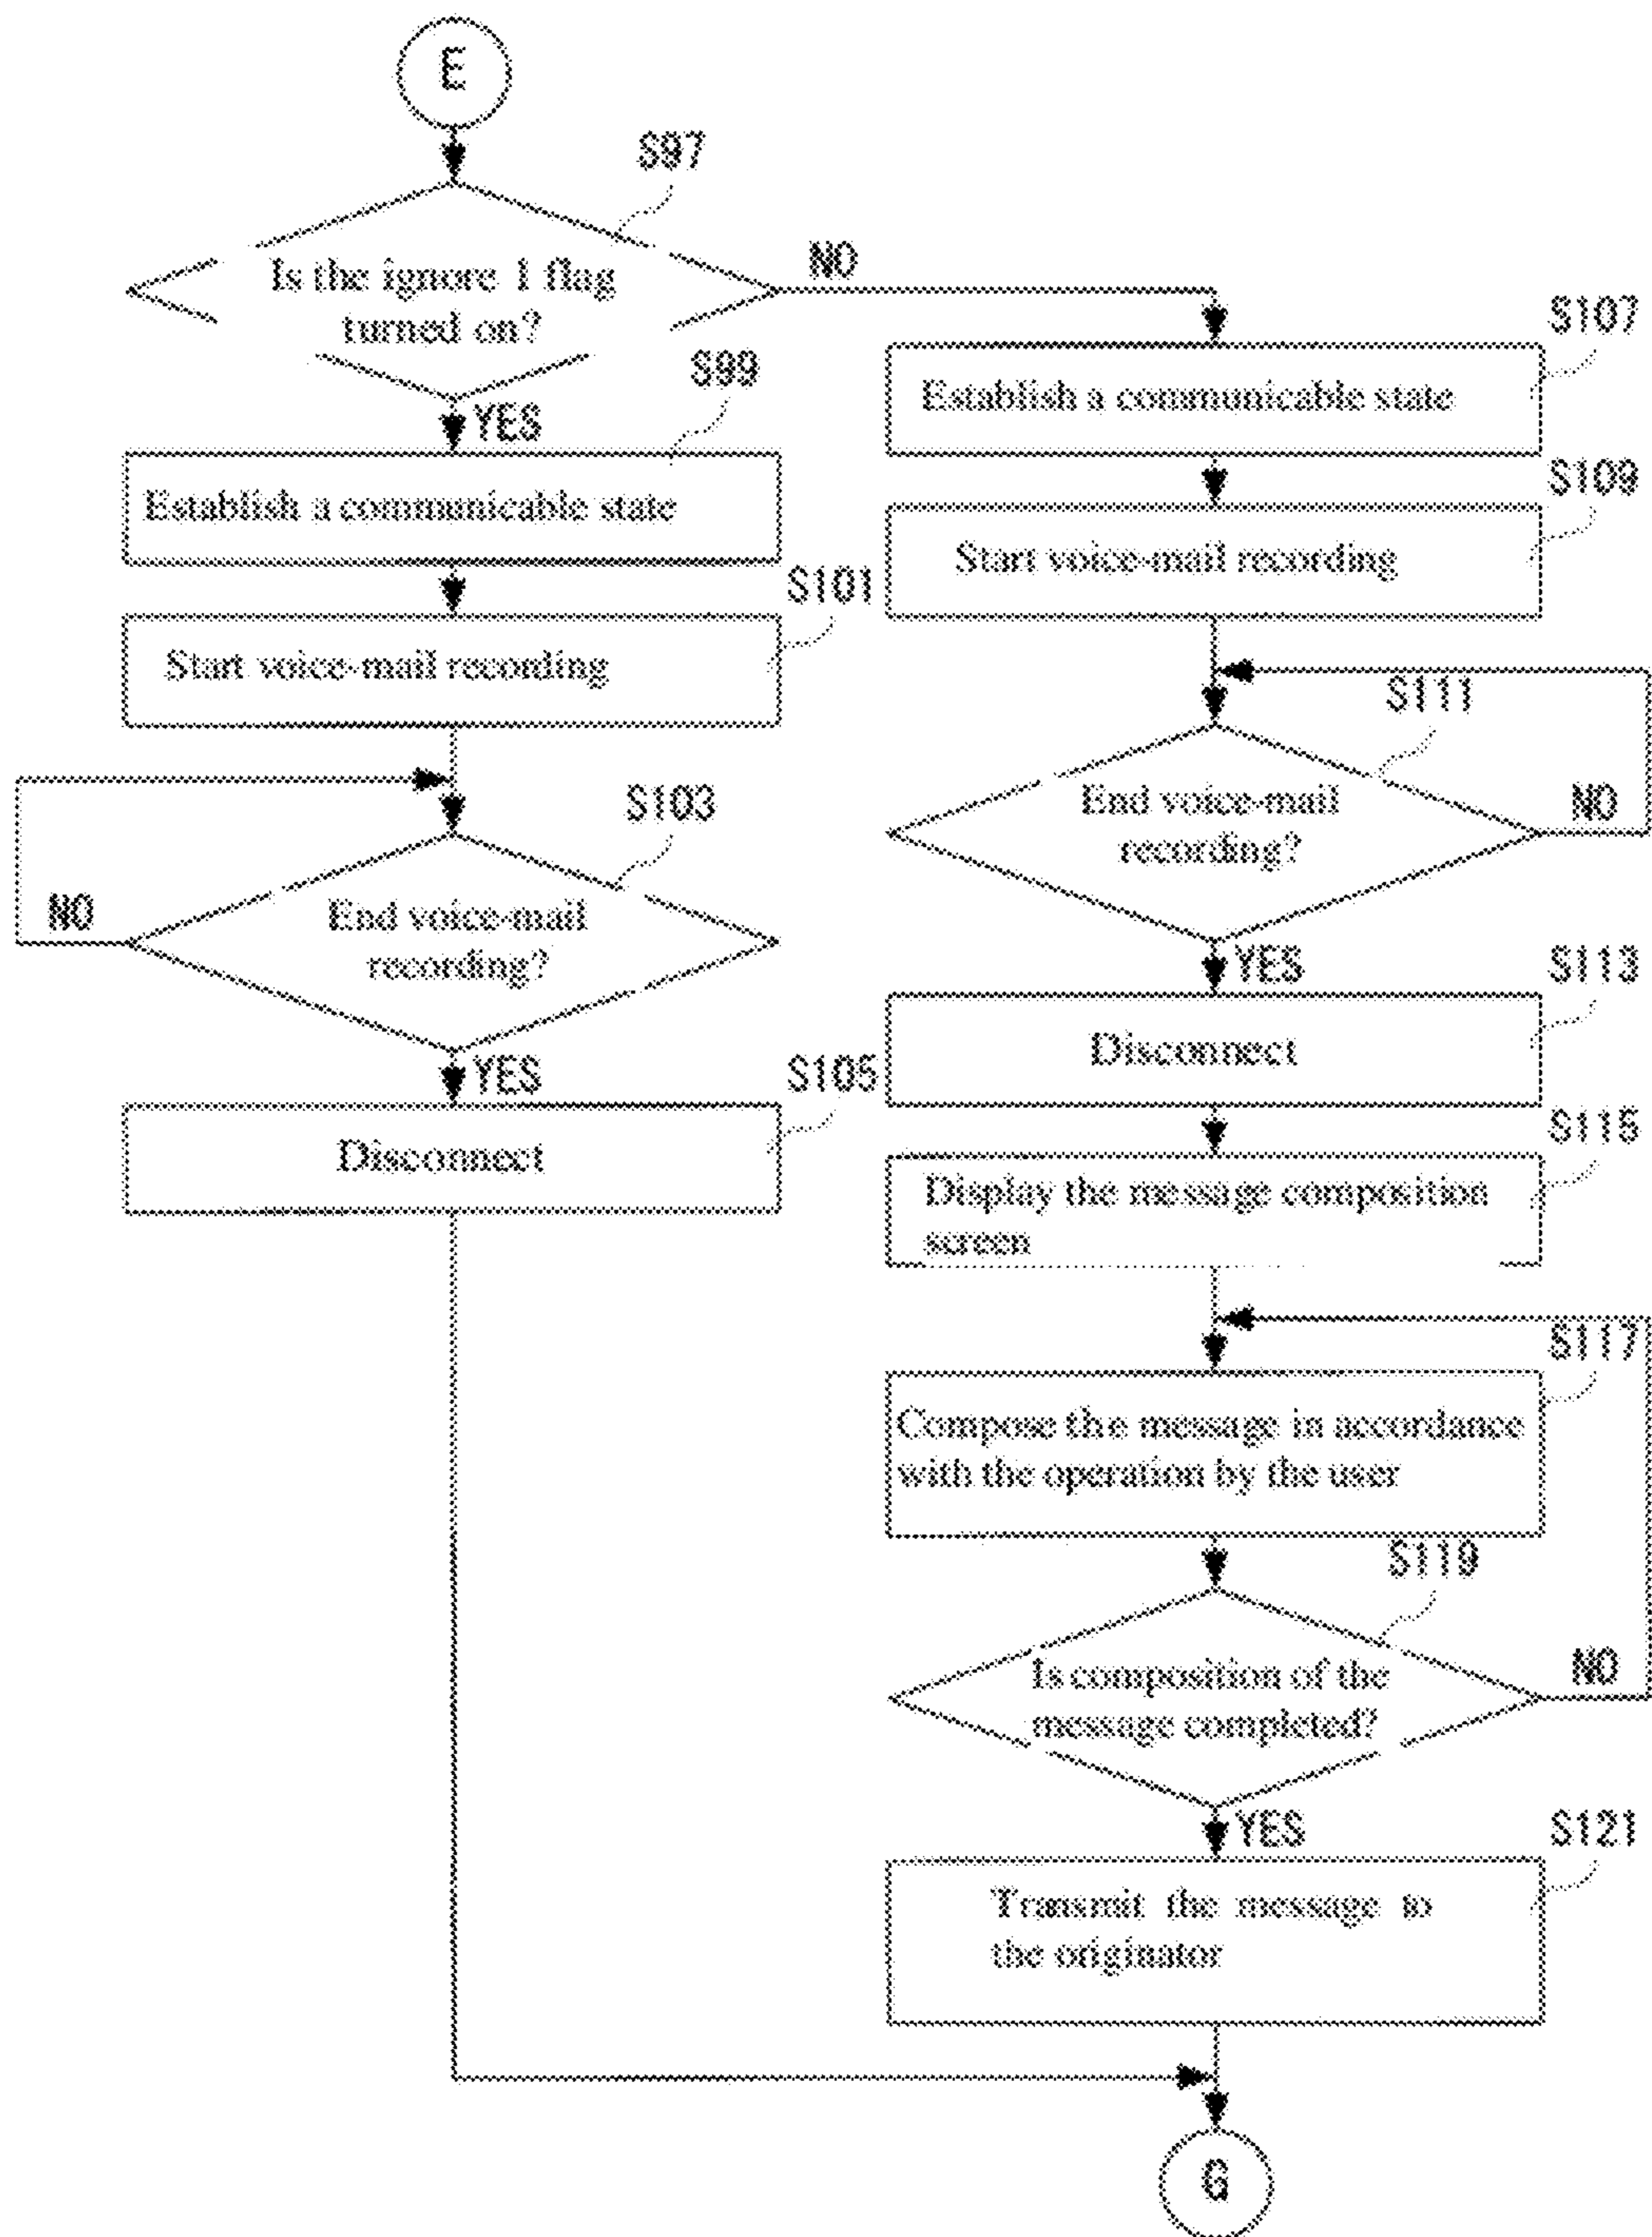 E
S97
Is the ignore 1 flag
turned on?
NO
YES
S99
Establish a communicable state
S101
Start voice-mail recording
S103
End voice-mail
recording?
NO
YES
S105
Disconnect
S107
Establish a communicable state
S109
Start voice-mail recording
S111
End voice-mail
recording?
NO
YES
S113
Disconnect
S115
Display the message composition
screen
S117
Compose the message in accordance
with the operation by the user
S119
Is composition of the
message completed?
NO
YES
S121
Transmit the message to
the originator
G